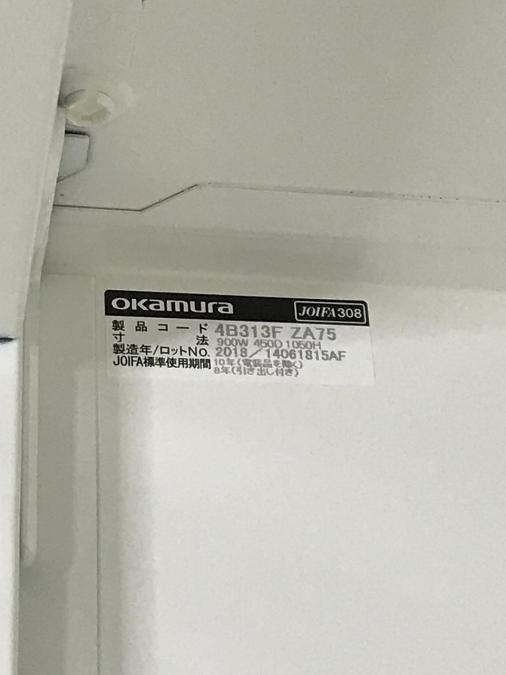 okamura JOIFA308
製品コード 4B313F ZA75
寸法 900W 450D 1050H
製造年/ロットNo. 2018/14061815AF
JOIFA標準使用期間 10年(電装品を除く)
8年(引き出し付き)